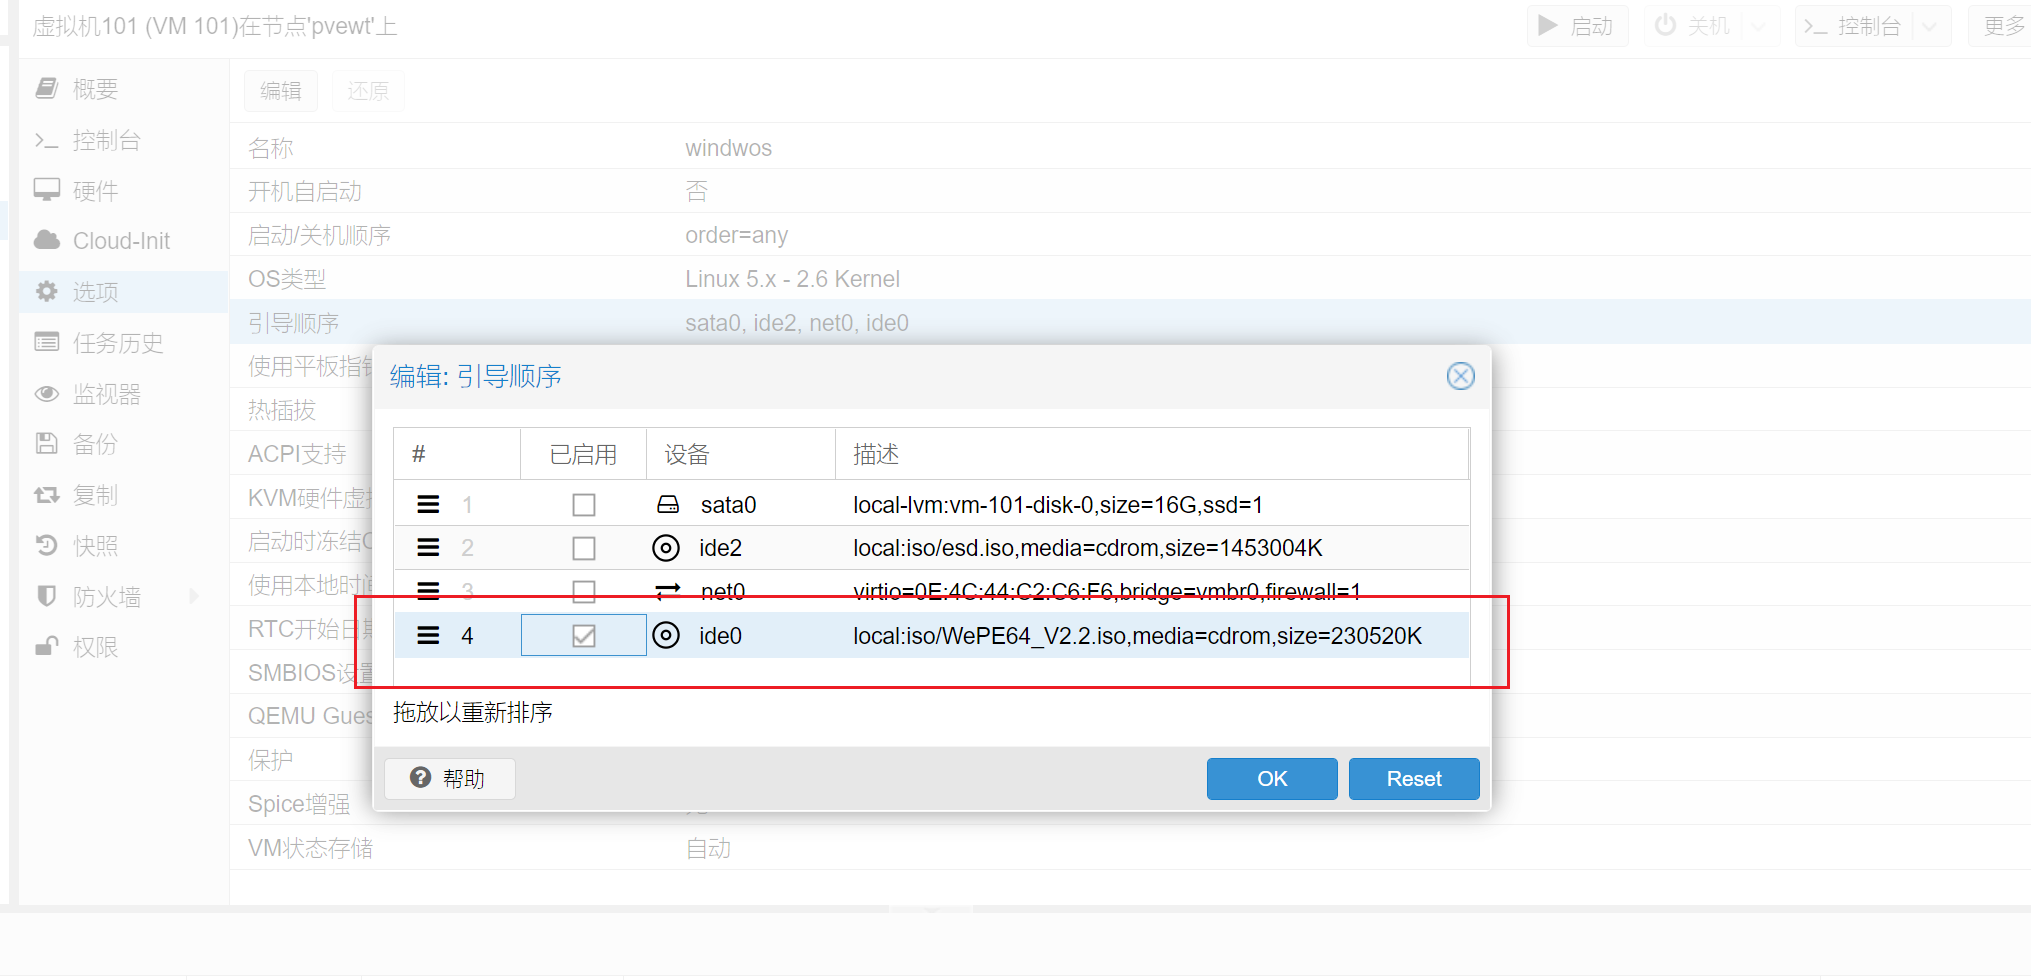 虚拟机101 (VM 101)在节点'pvewt'上
启动
关机
控制台
更多
概要
控制台
硬件
Cloud-Init
选项
任务历史
监视器
备份
复制
快照
防火墙
权限
编辑
还原
名称 windwos
开机自启动 否
启动/关机顺序 order=any
OS类型 Linux 5.x - 2.6 Kernel
引导顺序 sata0, ide2, net0, ide0
使用平板指针
热插拔
ACPI支持
KVM硬件虚拟
启动时冻结C
使用本地时间
RTC开始日期
SMBIOS设置
QEMU Gues
保护
Spice增强
VM状态存储 自动
编辑: 引导顺序
# 已启用 设备 描述
1 sata0 local-lvm:vm-101-disk-0,size=16G,ssd=1
2 ide2 local:iso/esd.iso,media=cdrom,size=1453004K
3 net0 virtio=0E:4C:44:C2:C6:F6,bridge=vmbr0,firewall=1
4 ide0 local:iso/WePE64_V2.2.iso,media=cdrom,size=230520K
拖放以重新排序
帮助
OK
Reset